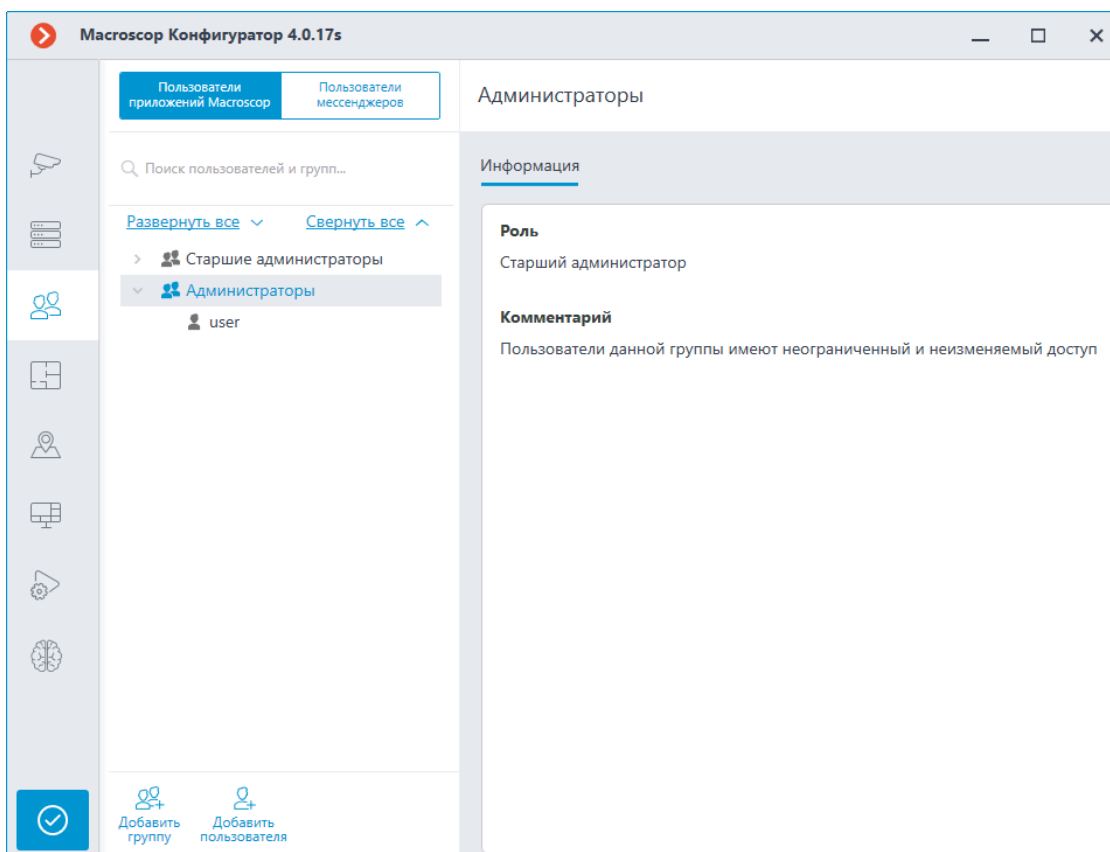 Macroscop Конфигуратор 4.0.17s
Пользователи
приложений Macroscop
Пользователи
мессенджеров
Поиск пользователей и групп...
Развернуть все
Свернуть все
Старшие администраторы
Администраторы
user
Добавить
группу
Добавить
пользователя
Администраторы
Информация
Роль
Старший администратор
Комментарий
Пользователи данной группы имеют неограниченный и неизменяемый доступ